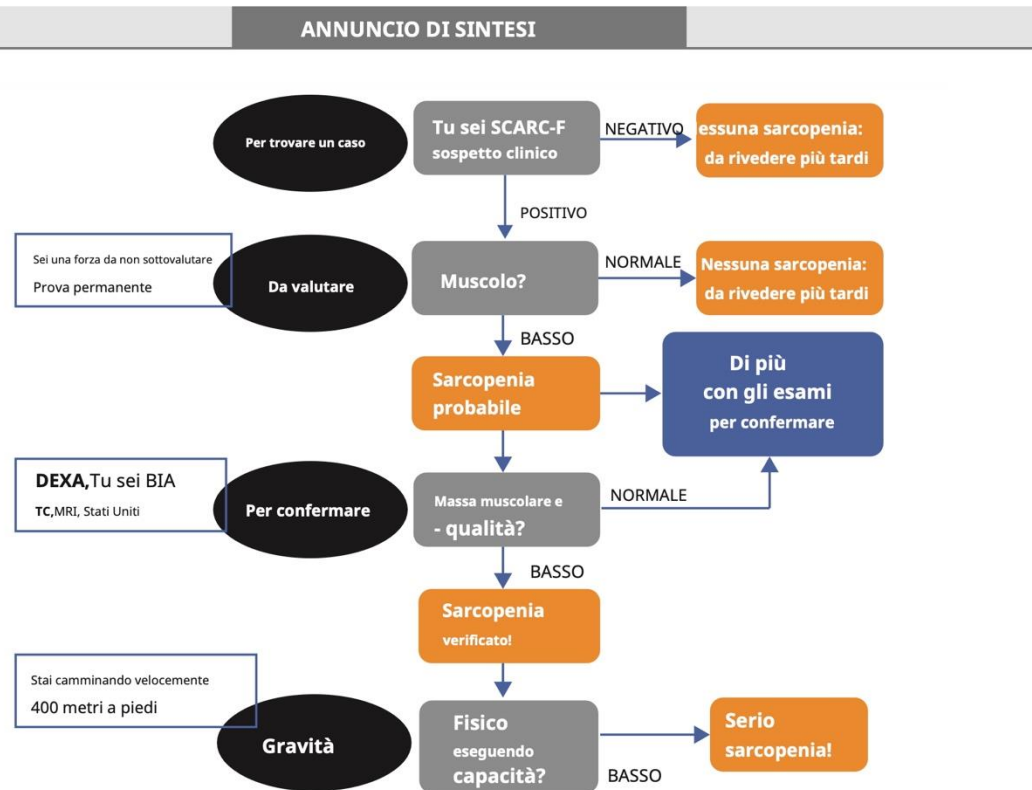 ANNUNCIO DI SINTESI
Per trovare un caso
Tu sei SCARC-F
sospetto clinico
NEGATIVO
essuna sarcopenia:
da rivedere più tardi
POSITIVO
Sei una forza da non sottovalutare
Prova permanente
Da valutare
Muscolo?
NORMALE
Nessuna sarcopenia:
da rivedere più tardi
BASSO
Sarcopenia
probabile
Di più
con gli esami
per confermare
DEXA,Tu sei BIA
TC,MRI, Stati Uniti
Per confermare
Massa muscolare e
- qualità?
NORMALE
BASSO
Sarcopenia
verificato!
Stai camminando velocemente
400 metri a piedi
Gravità
Fisico
eseguendo
capacità?
BASSO
Serio
sarcopenia!